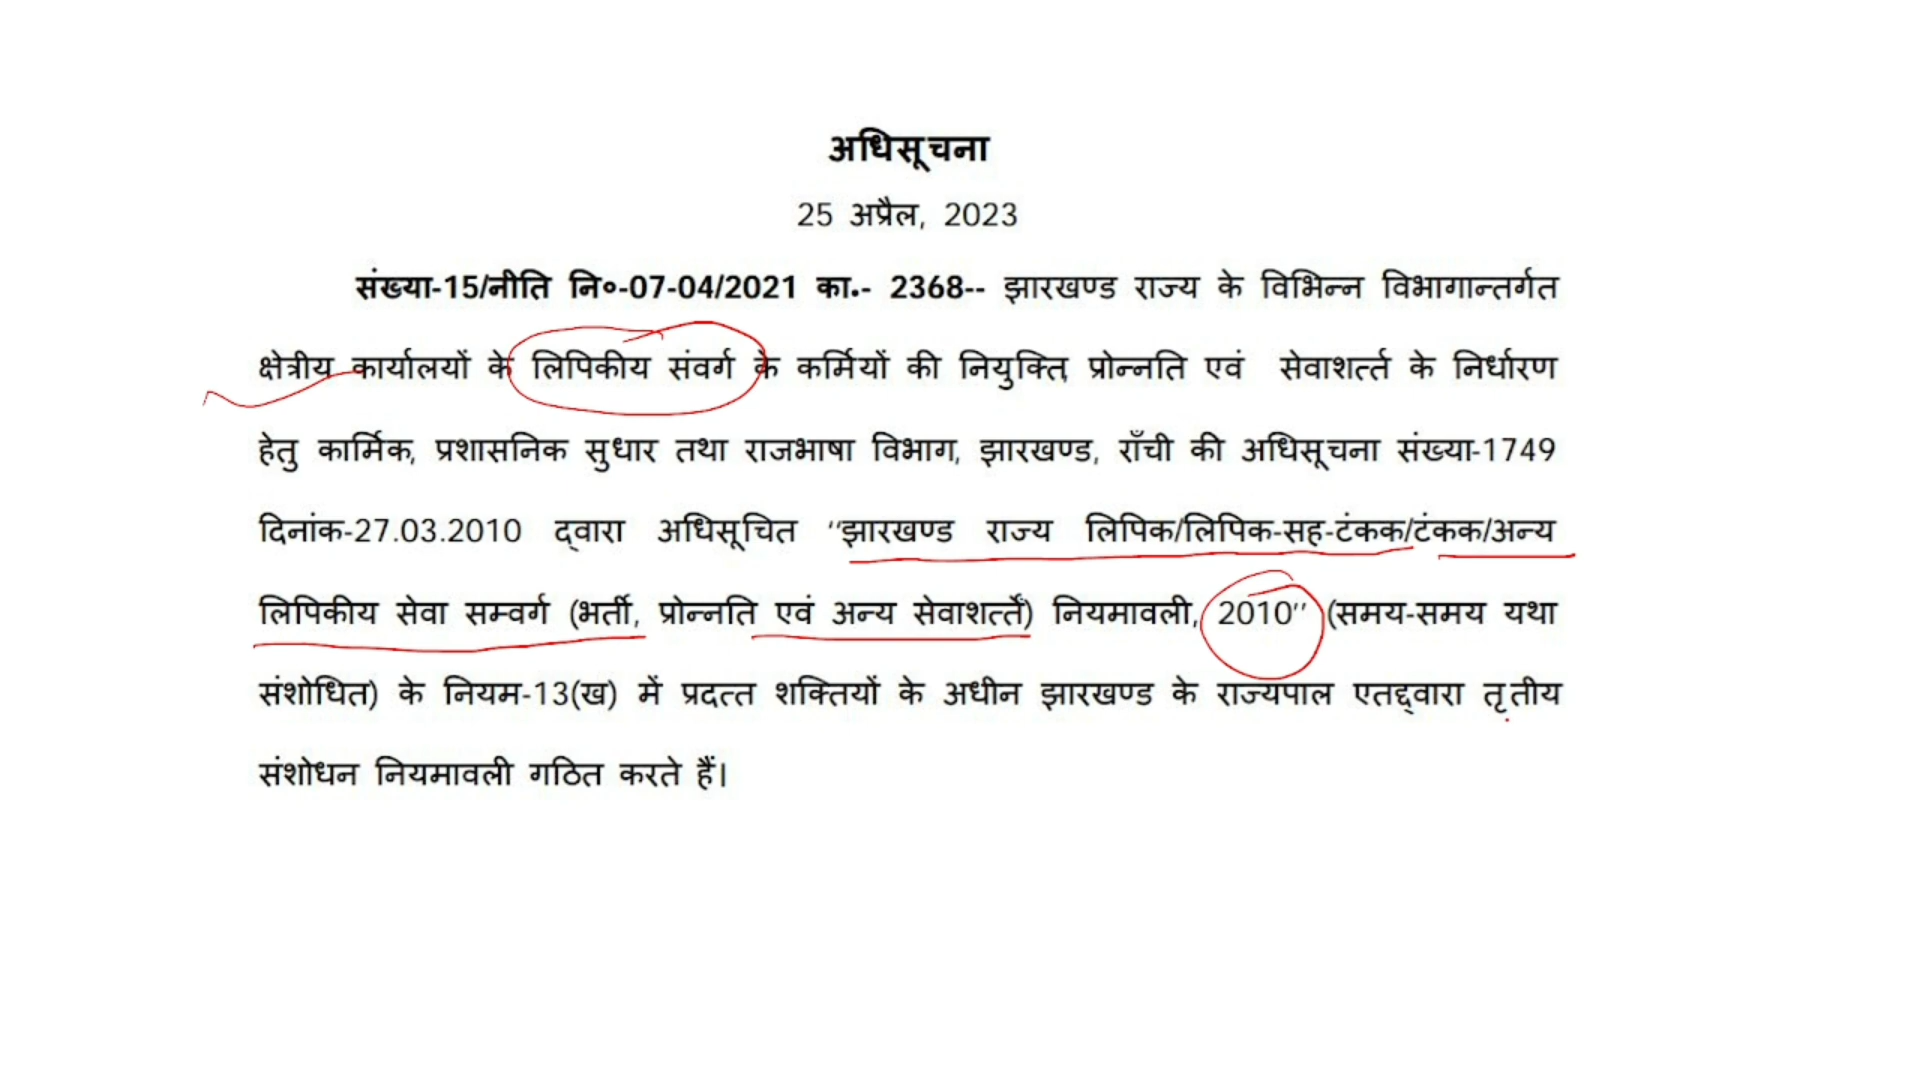 अधिसूचना
25 अप्रैल, 2023
संख्या-15/नीति नि०-07-04/2021 का.- 2368-- झारखण्ड राज्य के विभिन्न विभागान्तर्गत
क्षेत्रीय कार्यालयों के लिपिकीय संवर्ग के कर्मियों की नियुक्ति, प्रोन्नति एवं सेवाशर्त्त के निर्धारण
हेतु कार्मिक, प्रशासनिक सुधार तथा राजभाषा विभाग, झारखण्ड, राँची की अधिसूचना संख्या-1749
दिनांक-27.03.2010 द्वारा अधिसूचित ''झारखण्ड राज्य लिपिक/लिपिक-सह-टंकक/टंकक/अन्य
लिपिकीय सेवा सम्वर्ग (भर्ती, प्रोन्नति एवं अन्य सेवाशर्त्तें) नियमावली, 2010'' (समय-समय यथा
संशोधित) के नियम-13(ख) में प्रदत्त शक्तियों के अधीन झारखण्ड के राज्यपाल एतद्द्वारा तृतीय
संशोधन नियमावली गठित करते हैं।